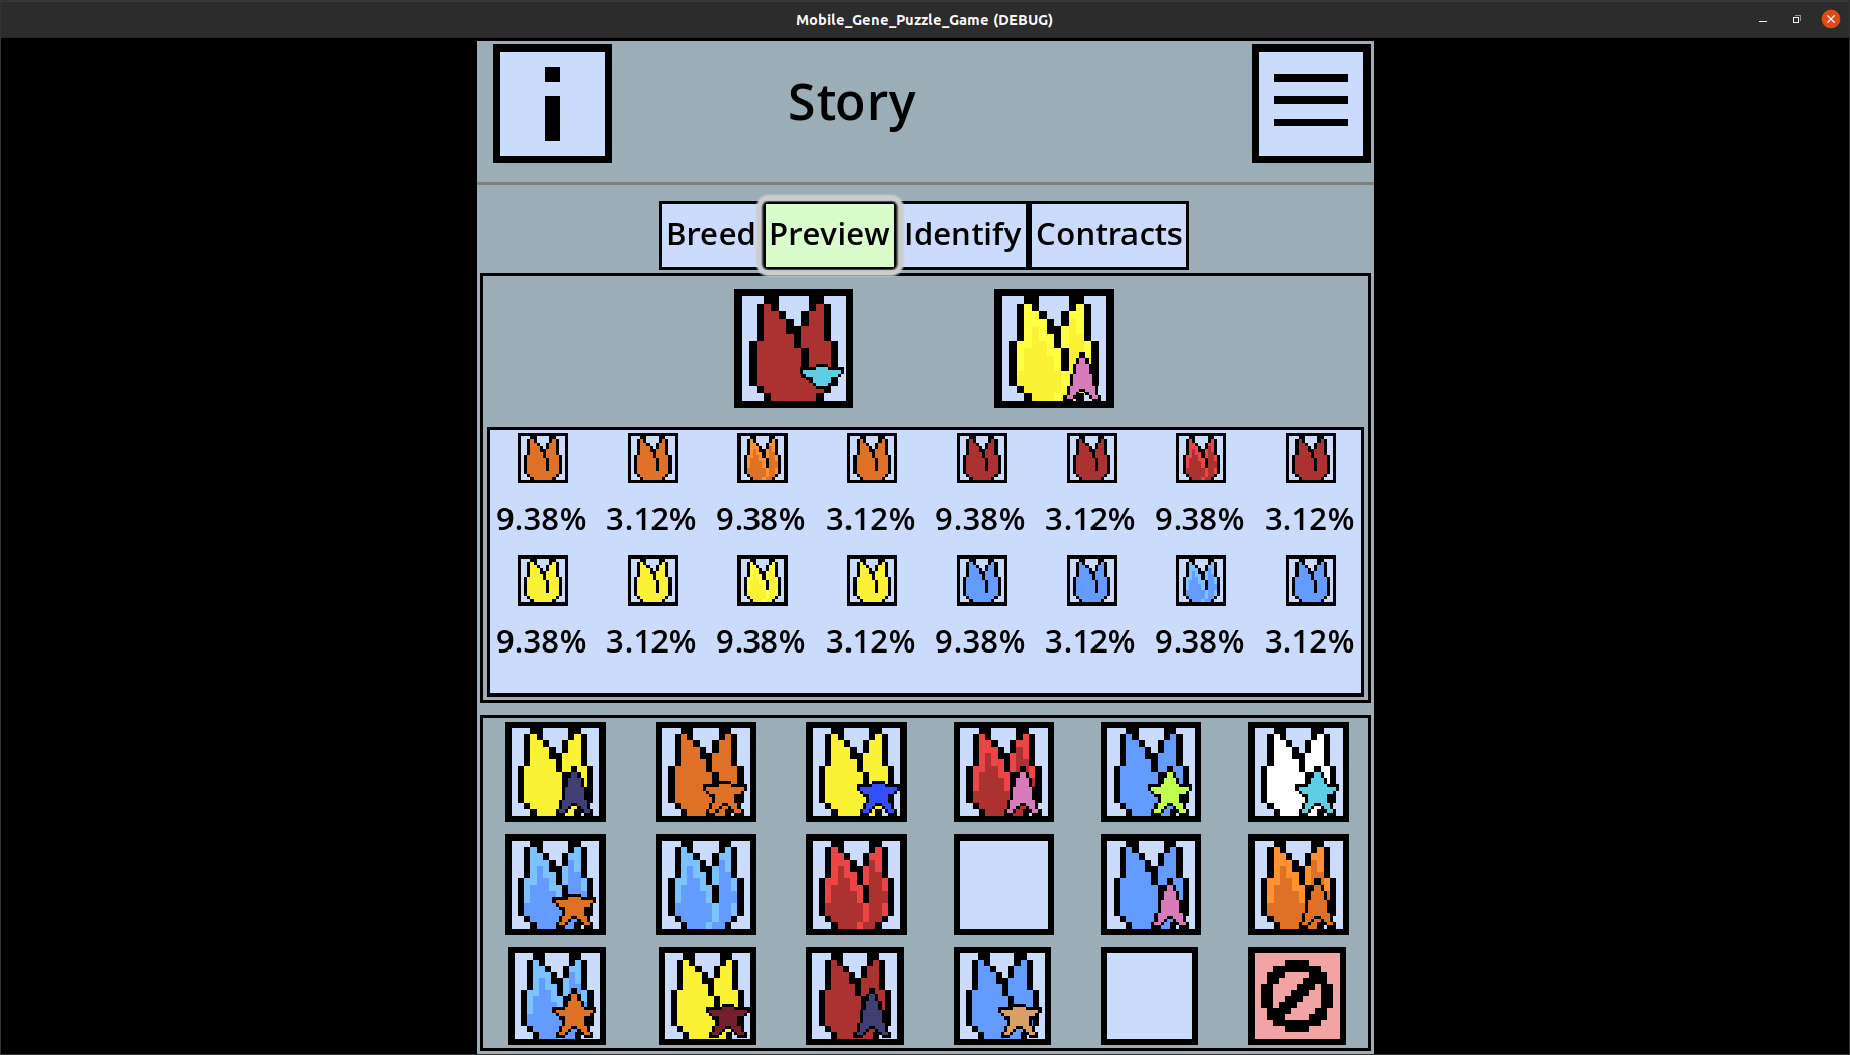 Mobile_Gene_Puzzle_Game (DEBUG)
i
Story
Breed Preview Identify Contracts
9.38% 3.12% 9.38% 3.12% 9.38% 3.12% 9.38% 3.12%
9.38% 3.12% 9.38% 3.12% 9.38% 3.12% 9.38% 3.12%